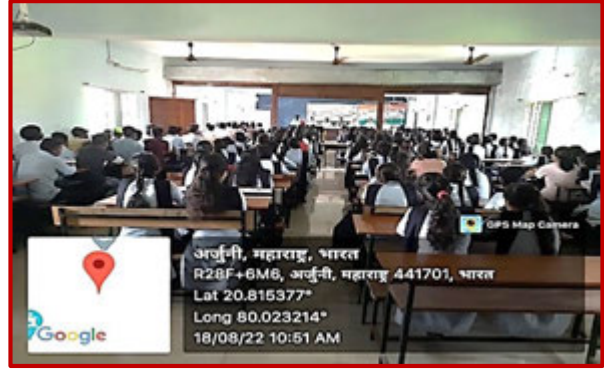 GPS Map Camera
अर्जुनी, महाराष्ट्र, भारत
R28F+6M6, अर्जुनी, महाराष्ट्र 441701, भारत
Lat 20.815377°
Long 80.023214°
18/08/22 10:51 AM
Google